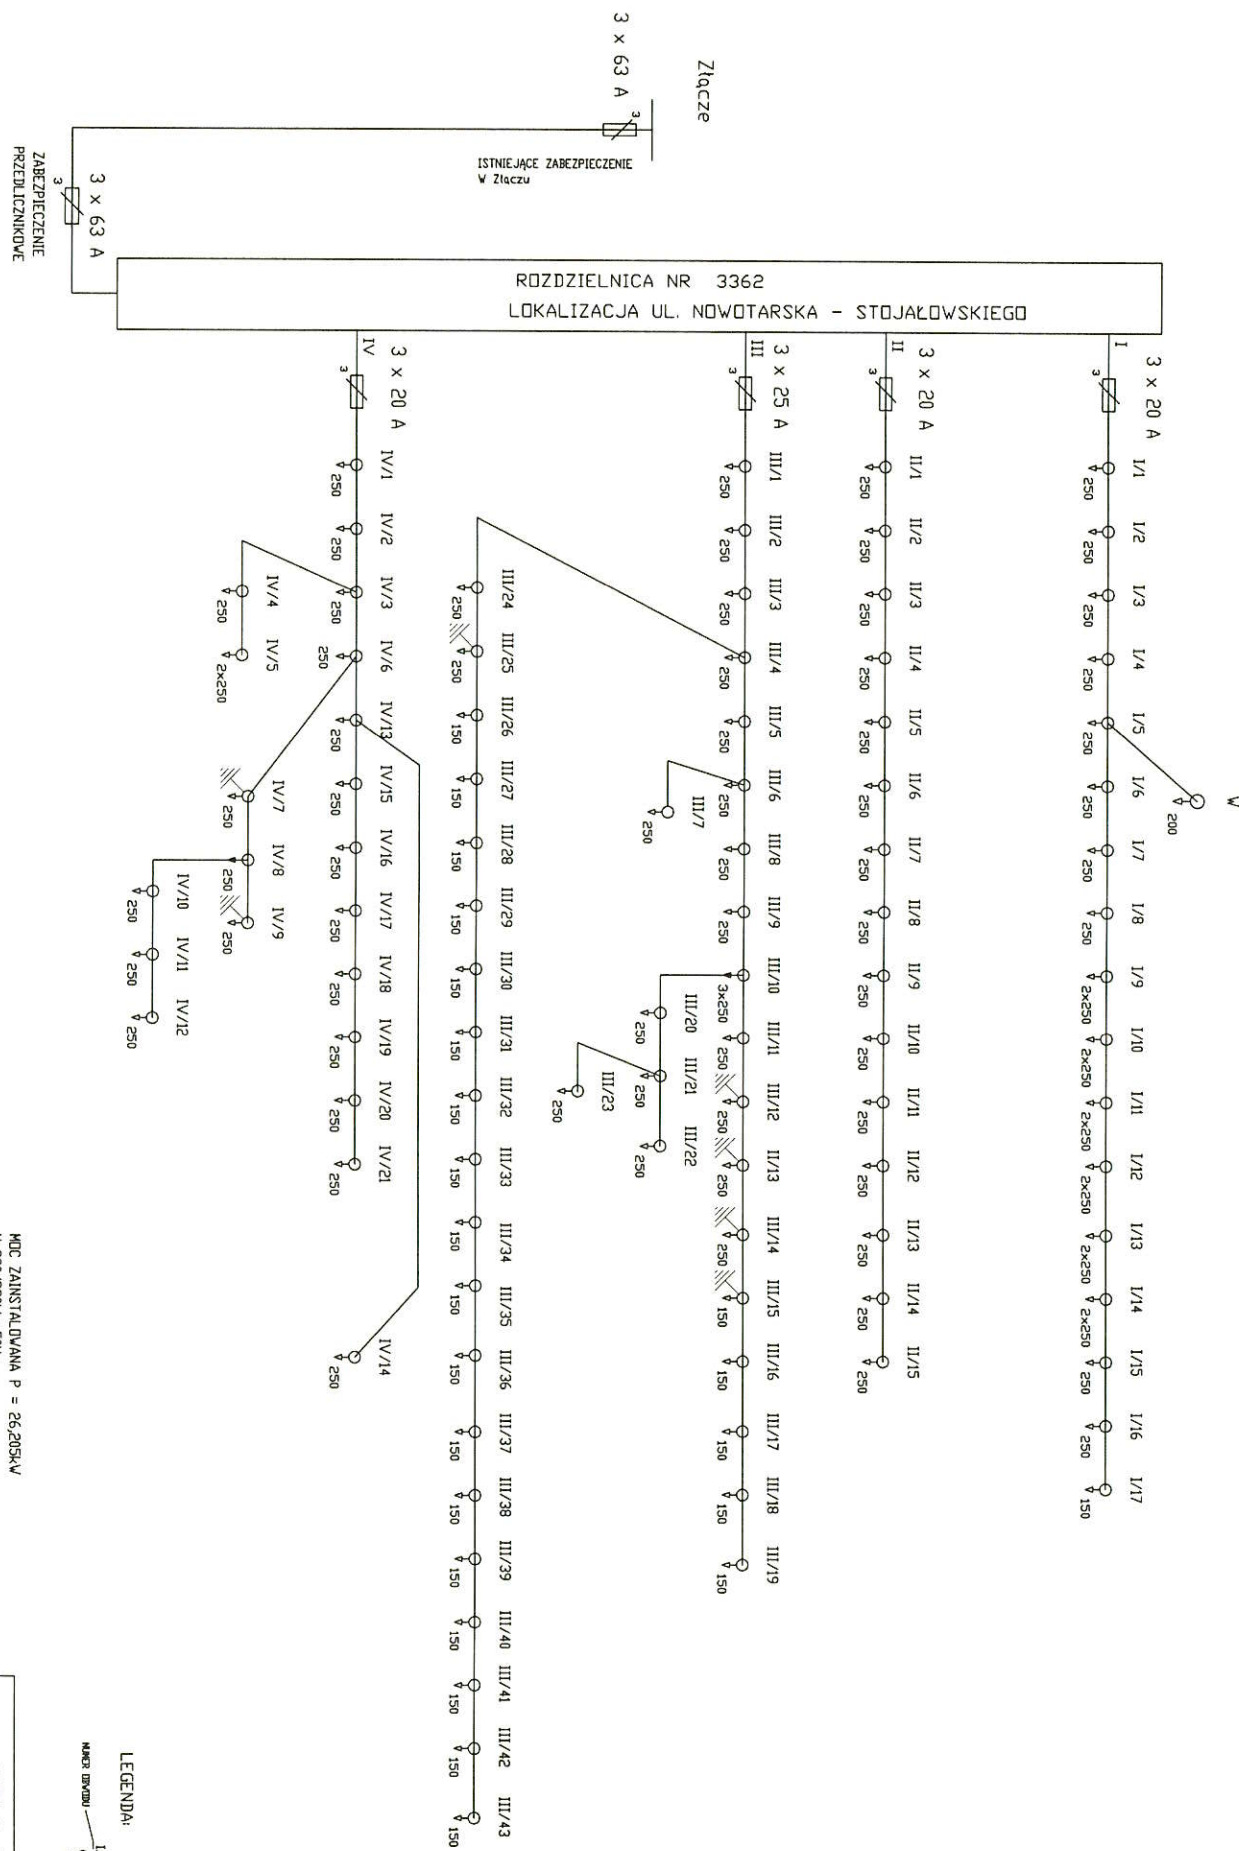 Złącze
3 x 63 A
3
ISTNIEJĄCE ZABEZPIECZENIE
W Złączu
3 x 63 A
3
ZABEZPIECZENIE
PRZEDLICZNIKOWE
ROZDZIELNICA NR 3362
LOKALIZACJA UL. NOWOTARSKA - STOJAŁOWSKIEGO
W
200
I
3 x 20 A
3
I/1 I/2 I/3 I/4 I/5 I/6 I/7 I/8 I/9 I/10 I/11 I/12 I/13 I/14 I/15 I/16 I/17
250 250 250 250 250 250 250 250 2x250 2x250 2x250 2x250 2x250 2x250 250 250 150
II
3 x 20 A
3
II/1 II/2 II/3 II/4 II/5 II/6 II/7 II/8 II/9 II/10 II/11 II/12 II/13 II/14 II/15
250 250 250 250 250 250 250 250 250 250 250 250 250 250 250
III
3 x 25 A
3
III/1 III/2 III/3 III/4 III/5 III/6 III/8 III/9 III/10 III/11 III/12 II/13 III/14 III/15 III/16 III/17 III/18 III/19
250 250 250 250 250 250 250 250 3x250 250 250 250 250 150 150 150 150 150
III/7
250
III/20 III/21 III/22
250 250 250
III/23
250
III/24 III/25 III/26 III/27 III/28 III/29 III/30 III/31 III/32 III/33 III/34 III/35 III/36 III/37 III/38 III/39 III/40 III/41 III/42 III/43
250 250 150 150 150 150 150 150 150 150 150 150 150 150 150 150 150 150 150 150
IV
3 x 20 A
3
IV/1 IV/2 IV/3 IV/6 IV/13 IV/15 IV/16 IV/17 IV/18 IV/19 IV/20 IV/21 IV/14
250 250 250 250 250 250 250 250 250 250 250 250 250
IV/4 IV/5
250 2x250
IV/7 IV/8 IV/9
250 250 250
IV/10 IV/11 IV/12
250 250 250
MOC ZAINSTALOWANA P = 26,205kW
LEGENDA:
NUMER OBWODU